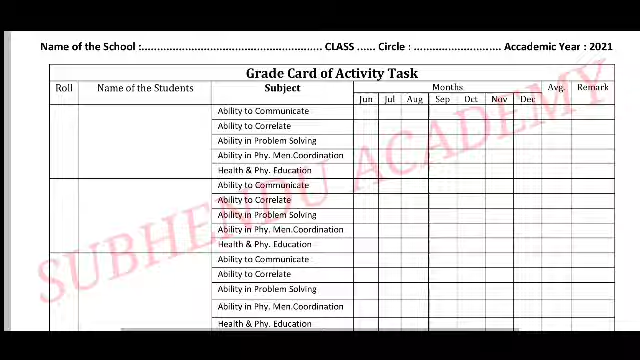 Name of the School :.......................................................... CLASS ...... Circle : ............................ Accademic Year : 2021
Grade Card of Activity Task
Roll Name of the Students Subject Months Avg. Remark
Jun Jul Aug Sep Oct Nov Dec
Ability to Communicate
Ability to Correlate
Ability in Problem Solving
Ability in Phy. Men.Coordination
Health & Phy. Education
Ability to Communicate
Ability to Correlate
Ability in Problem Solving
Ability in Phy. Men.Coordination
Health & Phy. Education
Ability to Communicate
Ability to Correlate
Ability in Problem Solving
Ability in Phy. Men.Coordination
Health & Phy. Education
SUBHENDU ACADEMY